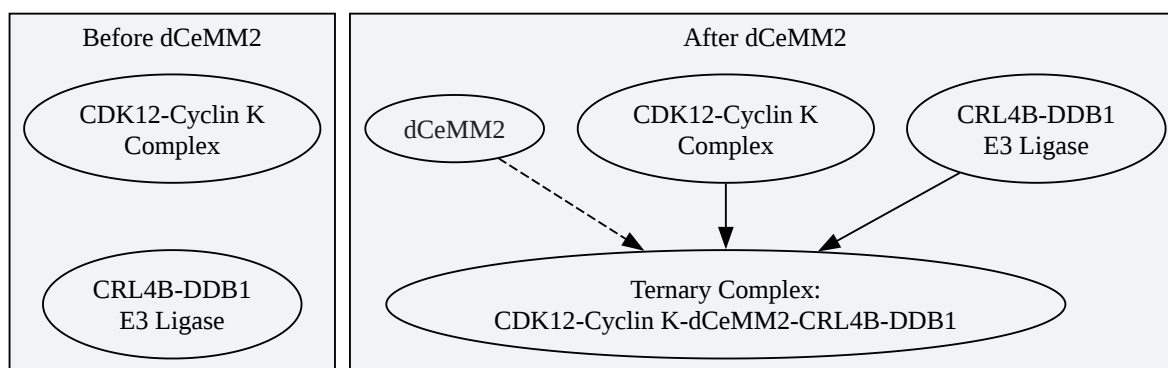 Before dCeMM2
CDK12-Cyclin K
Complex
CRL4B-DDB1
E3 Ligase
After dCeMM2
dCeMM2
CDK12-Cyclin K
Complex
CRL4B-DDB1
E3 Ligase
Ternary Complex:
CDK12-Cyclin K-dCeMM2-CRL4B-DDB1